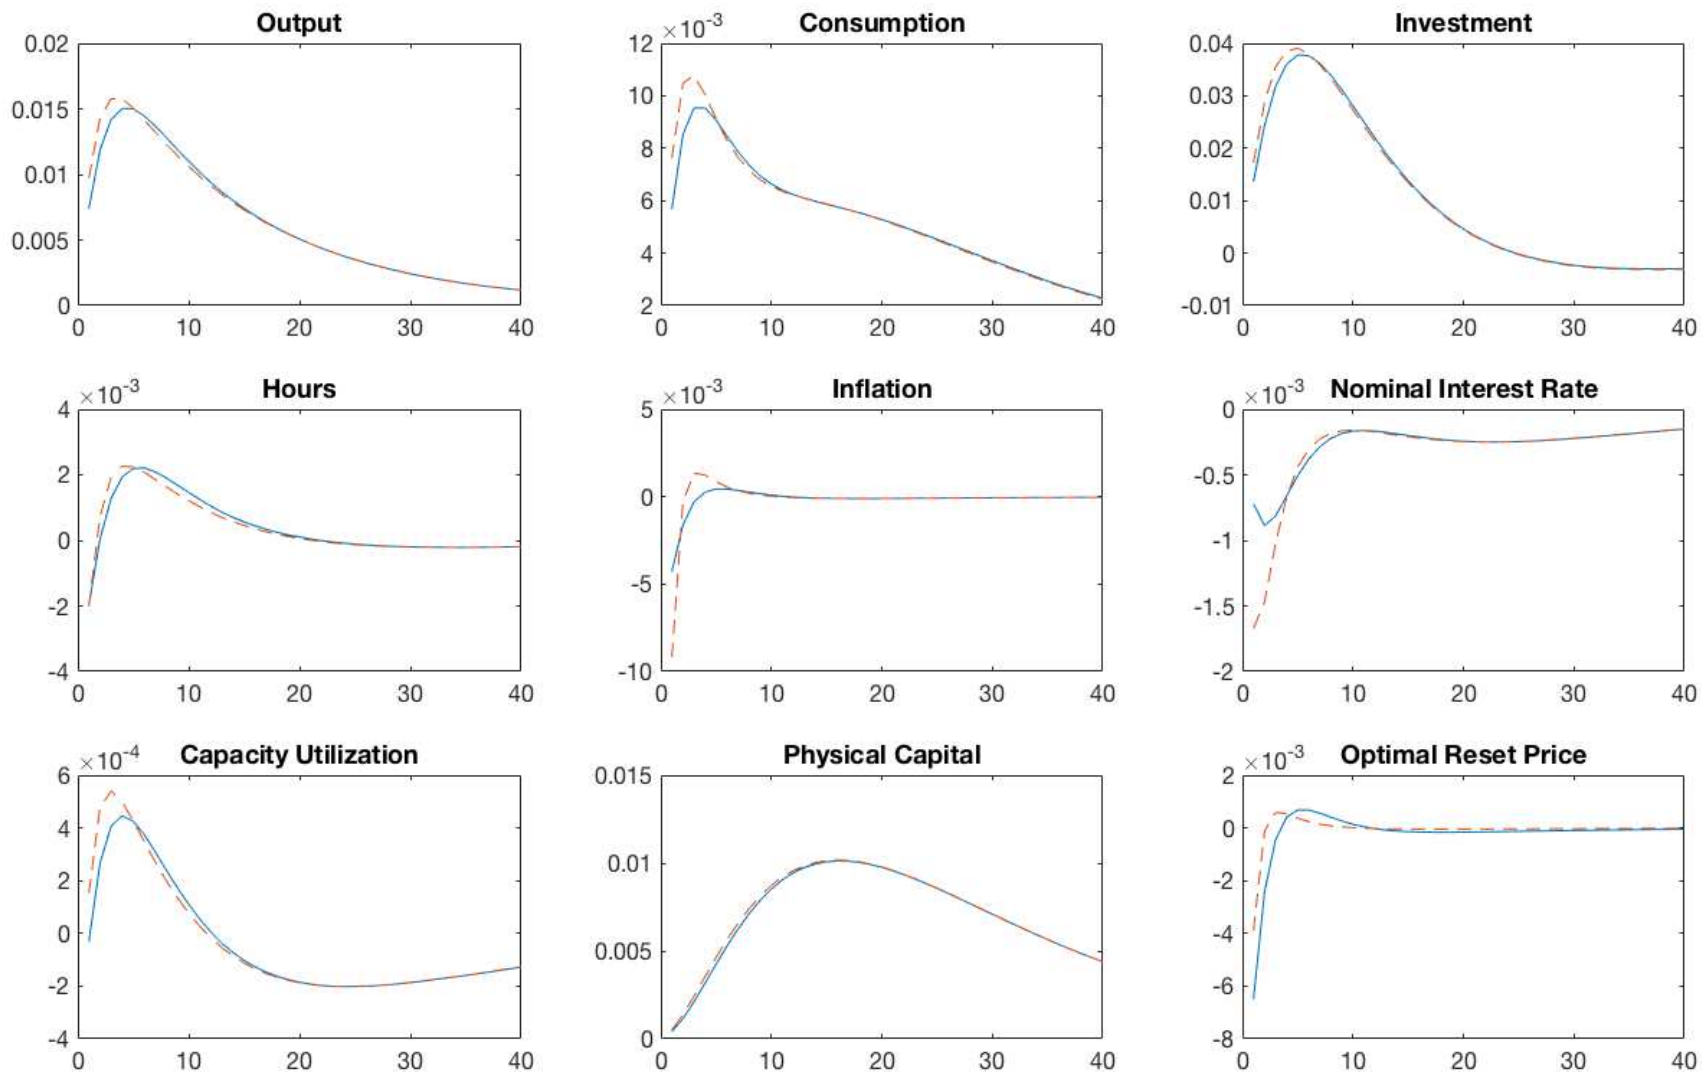 Output
0.02
0.015
0.01
0.005
0
0 10 20 30 40
Consumption
×10-3
12
10
8
6
4
2
0 10 20 30 40
Investment
0.04
0.03
0.02
0.01
0
-0.01
0 10 20 30 40
Hours
×10-3
4
2
0
-2
-4
0 10 20 30 40
Inflation
×10-3
5
0
-5
-10
0 10 20 30 40
Nominal Interest Rate
×10-3
0
-0.5
-1
-1.5
-2
0 10 20 30 40
Capacity Utilization
×10-4
6
4
2
0
-2
-4
0 10 20 30 40
Physical Capital
0.015
0.01
0.005
0
0 10 20 30 40
Optimal Reset Price
×10-3
2
0
-2
-4
-6
-8
0 10 20 30 40